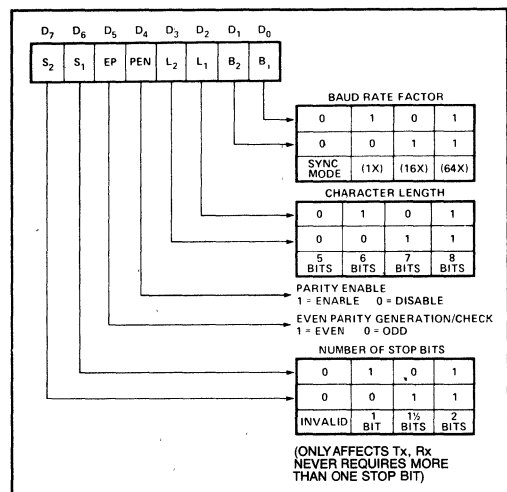 D7 D6 D5 D4 D3 D2 D1 D0
S2 S1 EP PEN L2 L1 B2 B1
BAUD RATE FACTOR
0 1 0 1
0 0 1 1
SYNC MODE (1X) (16X) (64X)
CHARACTER LENGTH
0 1 0 1
0 0 1 1
5 BITS 6 BITS 7 BITS 8 BITS
PARITY ENABLE
1 = ENABLE 0 = DISABLE
EVEN PARITY GENERATION/CHECK
1 = EVEN 0 = ODD
NUMBER OF STOP BITS
0 1 0 1
0 0 1 1
INVALID 1 BIT 1½ BITS 2 BITS
(ONLY AFFECTS Tx, Rx
NEVER REQUIRES MORE
THAN ONE STOP BIT)